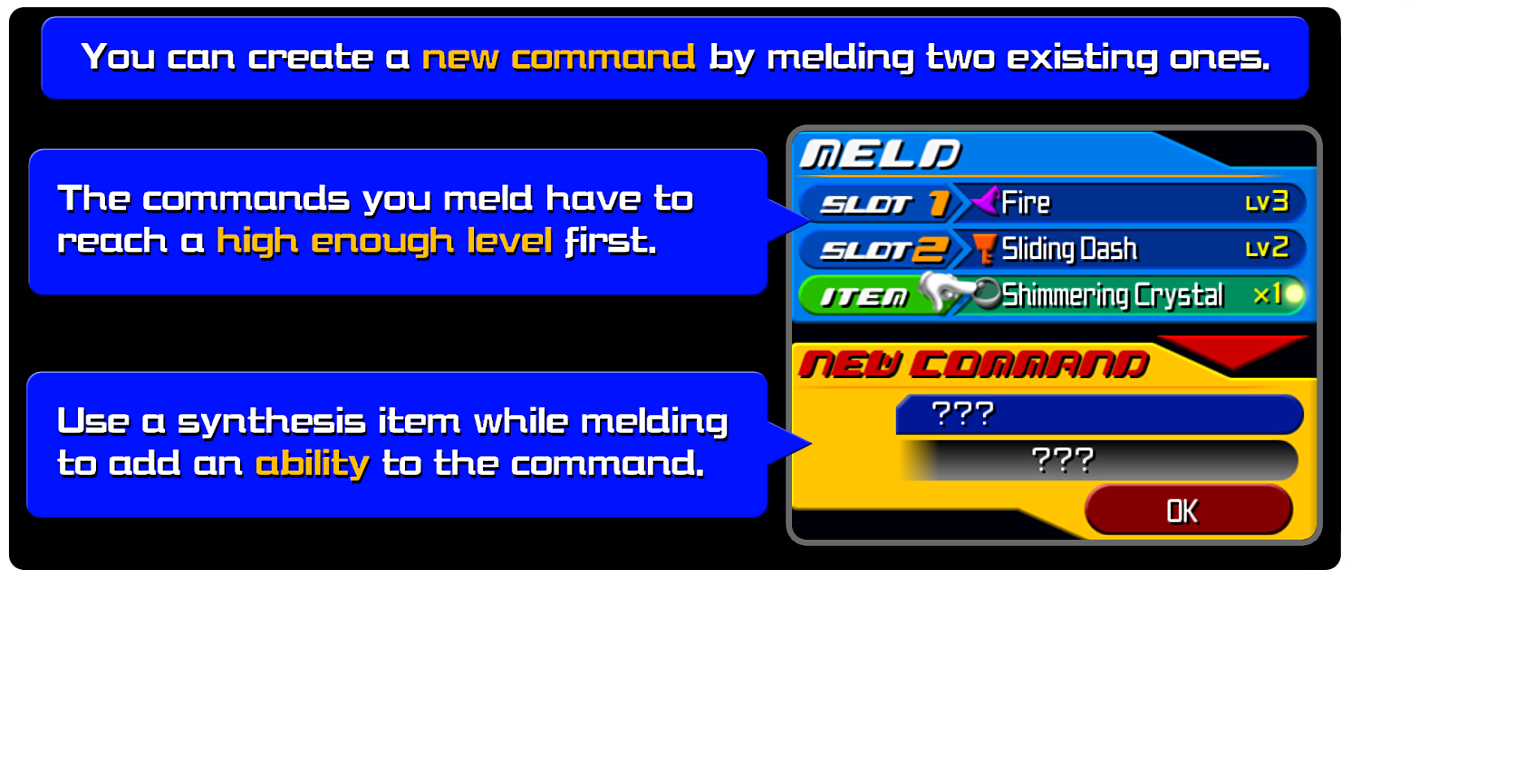 You can create a new command by melding two existing ones.
The commands you meld have to
reach a high enough level first.
Use a synthesis item while melding
to add an ability to the command.
MELD
SLOT 1 Fire LV3
SLOT 2 Sliding Dash LV2
ITEM Shimmering Crystal x1
NEW COMMAND
???
???
OK